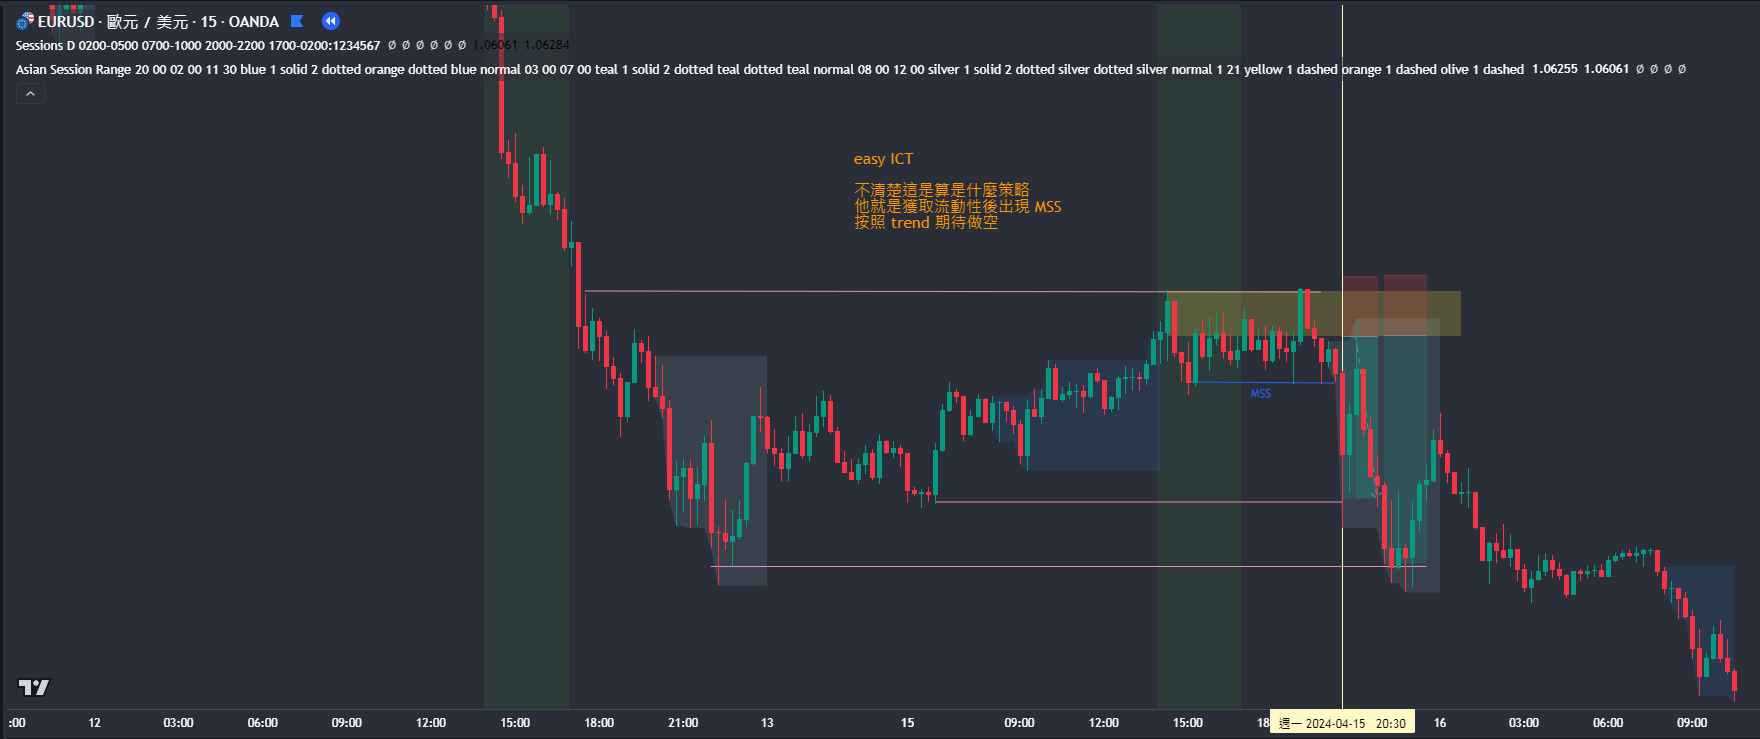 EURUSD · 歐元 / 美元 · 15 · OANDA
Sessions D 0200-0500 0700-1000 2000-2200 1700-0200:1234567 Ø Ø Ø Ø Ø Ø 1.06061 1.06284
Asian Session Range 20 00 02 00 11 30 blue 1 solid 2 dotted orange dotted blue normal 03 00 07 00 teal 1 solid 2 dotted teal dotted teal normal 08 00 12 00 silver 1 solid 2 dotted silver dotted silver normal 1 21 yellow 1 dashed orange 1 dashed olive 1 dashed 1.06255 1.06061 Ø Ø Ø Ø
easy ICT
不清楚這是算是什麼策略
他就是獲取流動性後出現 MSS
按照 trend 期待做空
MSS
:00 12 03:00 06:00 09:00 12:00 15:00 18:00 21:00 13 15 09:00 12:00 15:00 18 週一 2024-04-15 20:30 16 03:00 06:00 09:00